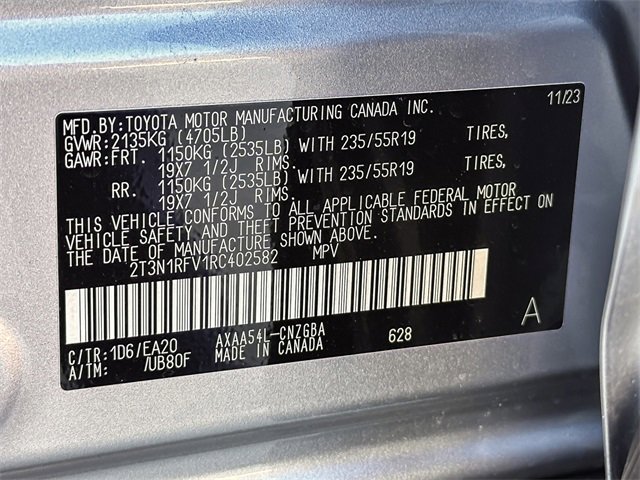 MFD.BY:TOYOTA MOTOR MANUFACTURING CANADA INC. 11/23
GVWR:2135KG (4705LB)
GAWR:FRT. 1150KG (2535LB) WITH 235/55R19 TIRES,
19X7 1/2J RIMS.
RR. 1150KG (2535LB) WITH 235/55R19 TIRES,
19X7 1/2J RIMS.
THIS VEHICLE CONFORMS TO ALL APPLICABLE FEDERAL MOTOR
VEHICLE SAFETY AND THEFT PREVENTION STANDARDS IN EFFECT ON
THE DATE OF MANUFACTURE SHOWN ABOVE.
2T3N1RFV1RC402582 MPV
A
C/TR:1D6/EA20 AXAA54L-CNZGBA 628
A/TM: /UB80F MADE IN CANADA